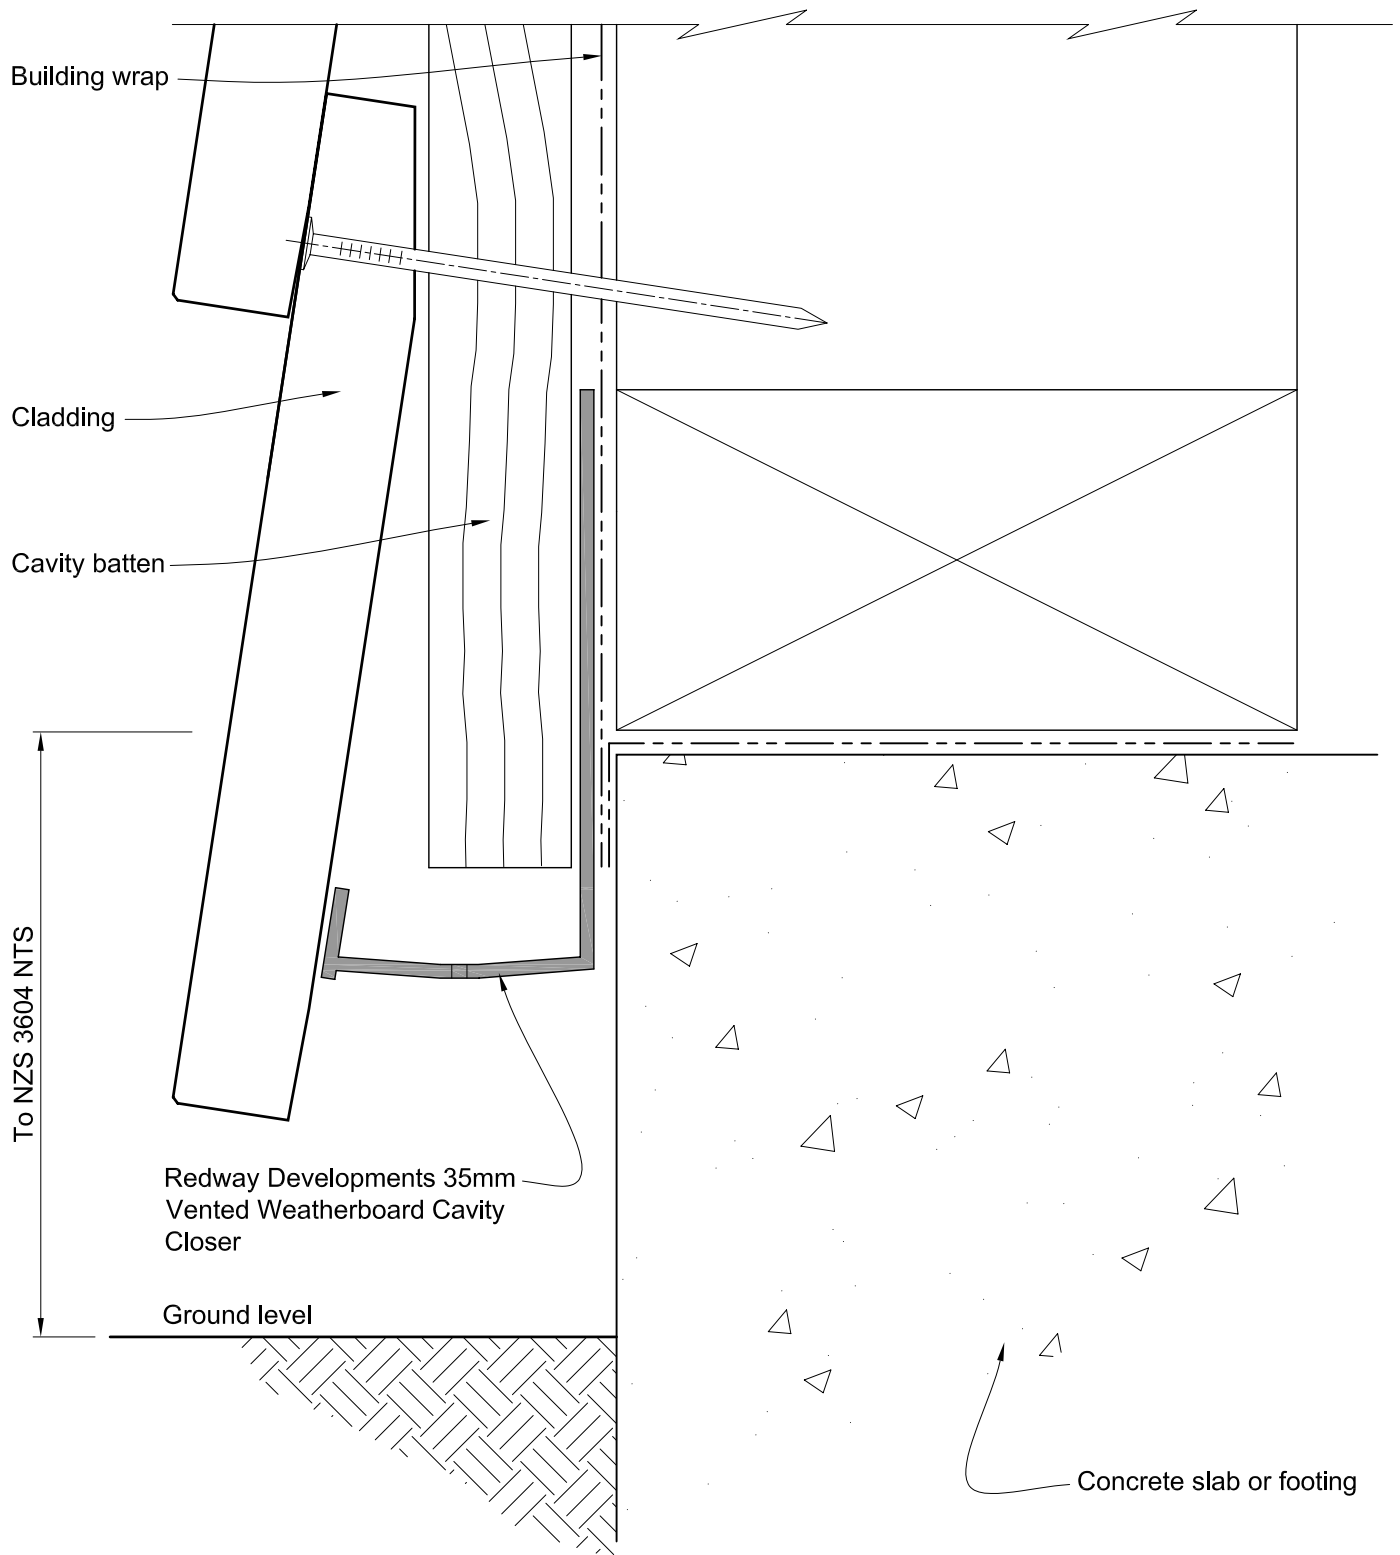 Building wrap
Cladding
Cavity batten
To NZS 3604 NTS
Redway Developments 35mm
Vented Weatherboard Cavity
Closer
Ground level
Concrete slab or footing